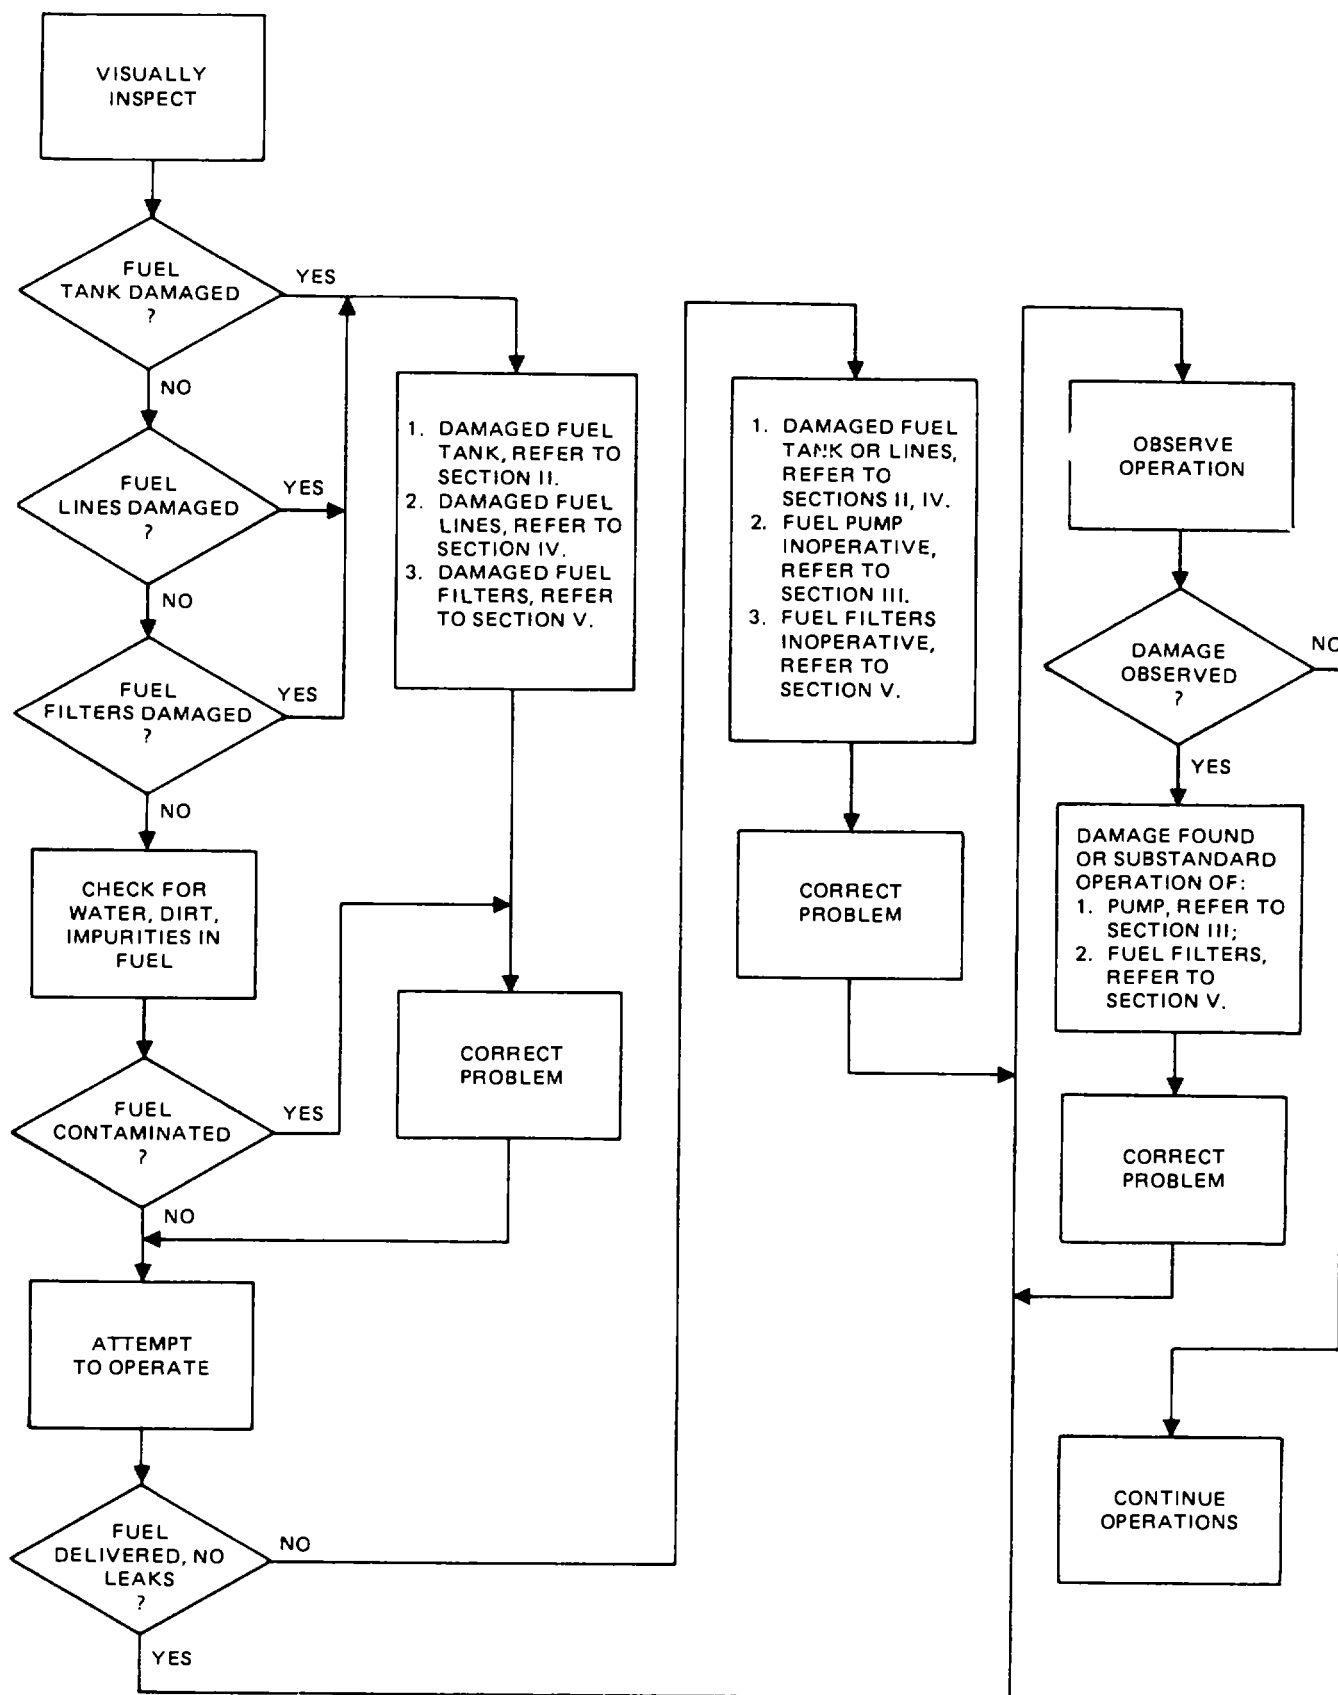 VISUALLY
INSPECT
FUEL
TANK DAMAGED
?
YES
NO
FUEL
LINES DAMAGED
?
YES
NO
FUEL
FILTERS DAMAGED
?
YES
NO
CHECK FOR
WATER, DIRT,
IMPURITIES IN
FUEL
FUEL
CONTAMINATED
?
YES
NO
ATTEMPT
TO OPERATE
FUEL
DELIVERED, NO
LEAKS
?
NO
YES
1. DAMAGED FUEL
TANK, REFER TO
SECTION II.
2. DAMAGED FUEL
LINES, REFER TO
SECTION IV.
3. DAMAGED FUEL
FILTERS, REFER
TO SECTION V.
CORRECT
PROBLEM
1. DAMAGED FUEL
TANK OR LINES,
REFER TO
SECTIONS II, IV.
2. FUEL PUMP
INOPERATIVE,
REFER TO
SECTION III.
3. FUEL FILTERS
INOPERATIVE,
REFER TO
SECTION V.
CORRECT
PROBLEM
OBSERVE
OPERATION
DAMAGE
OBSERVED
?
NO
YES
DAMAGE FOUND
OR SUBSTANDARD
OPERATION OF:
1. PUMP, REFER TO
SECTION III;
2. FUEL FILTERS,
REFER TO
SECTION V.
CORRECT
PROBLEM
CONTINUE
OPERATIONS